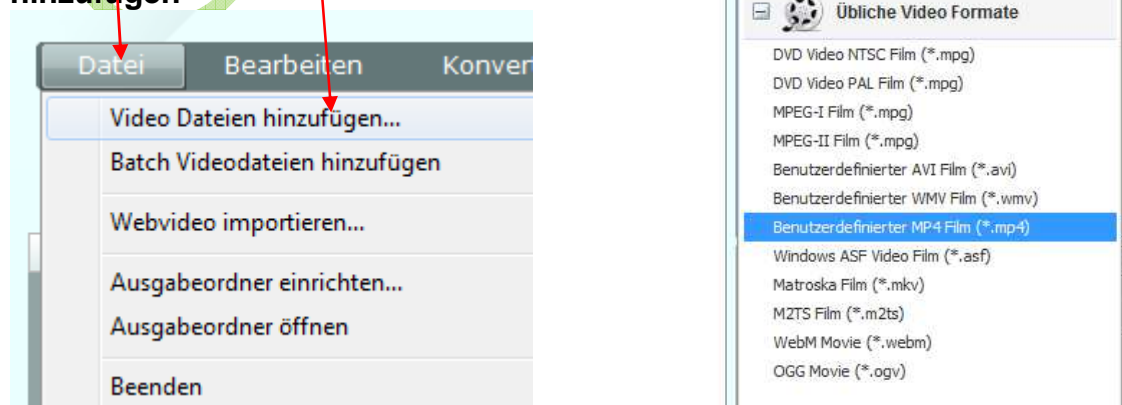 hinzufügen
Datei Bearbeiten
Video Dateien hinzufügen...
Batch Videodateien hinzufügen
Webvideo importieren...
Ausgabeordner einrichten...
Ausgabeordner öffnen
Beenden
Übliche Video Formate
DVD Video NTSC Film (*.mpg)
DVD Video PAL Film (*.mpg)
MPEG-I Film (*.mpg)
MPEG-II Film (*.mpg)
Benutzerdefinierter AVI Film (*.avi)
Benutzerdefinierter WMV Film (*.wmv)
Benutzerdefinierter MP4 Film (*.mp4)
Windows ASF Video Film (*.asf)
Matroska Film (*.mkv)
M2TS Film (*.m2ts)
WebM Movie (*.webm)
OGG Movie (*.ogv)